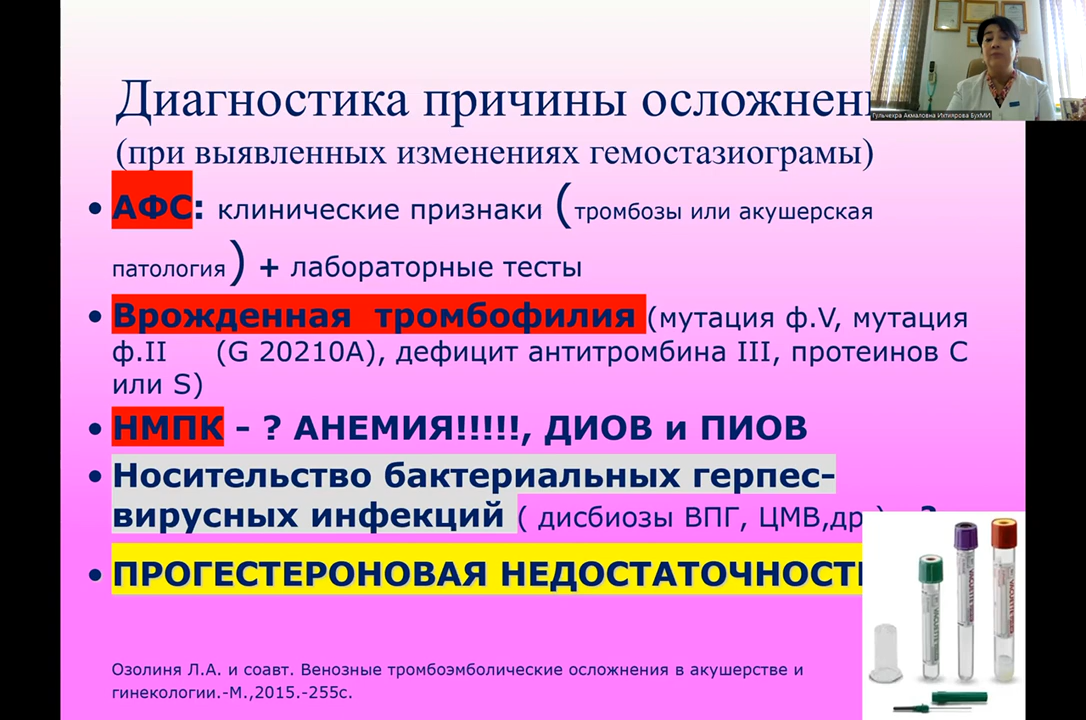 Диагностика причины осложнен
Гульчехра Акмаловна Ихтиярова БухМИ
(при выявленных изменениях гемостазиограмы)
• АФС: клинические признаки (тромбозы или акушерская
патология) + лабораторные тесты
• Врожденная тромбофилия (мутация ф.V, мутация
ф.II (G 20210A), дефицит антитромбина III, протеинов С
или S)
• НМПК - ? АНЕМИЯ!!!!!, ДИОВ и ПИОВ
• Носительство бактериальных герпес-
вирусных инфекций ( дисбиозы ВПГ, ЦМВ,др
• ПРОГЕСТЕРОНОВАЯ НЕДОСТАТОЧНОСТ
Озолиня Л.А. и соавт. Венозные тромбоэмболические осложнения в акушерстве и
гинекологии.-М.,2015.-255с.